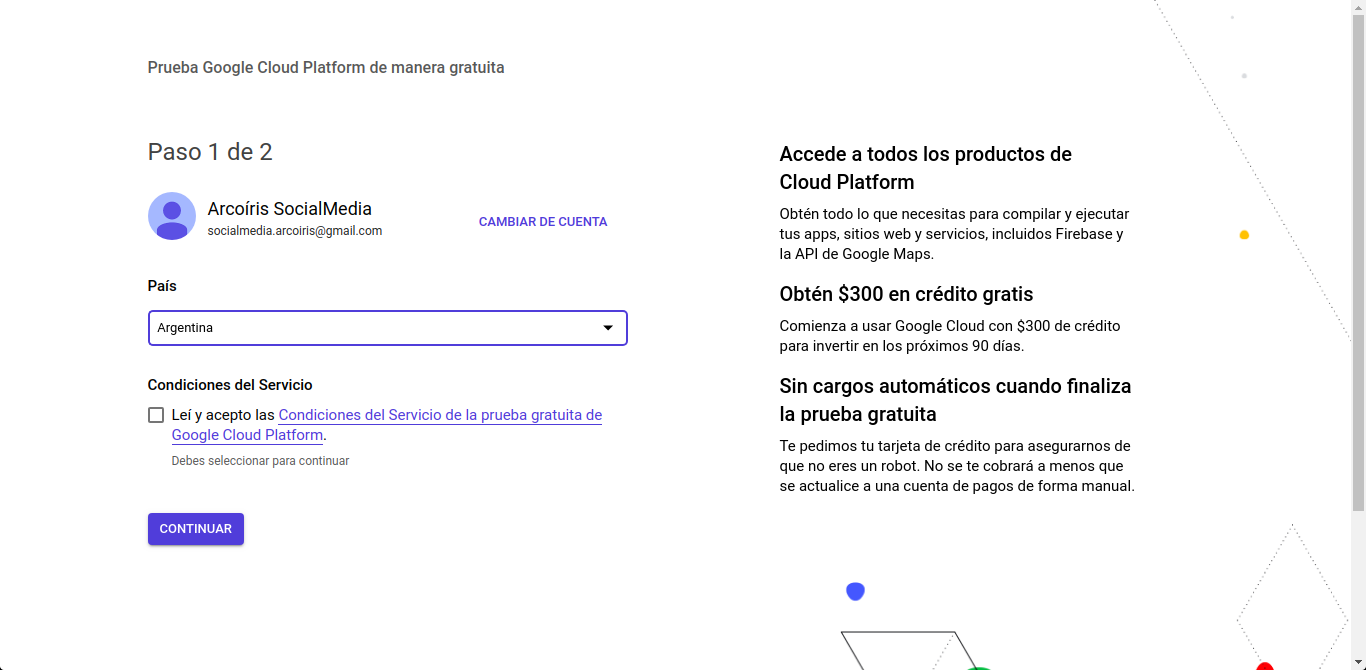 Prueba Google Cloud Platform de manera gratuita
Paso 1 de 2
Arcoíris SocialMedia
socialmedia.arcoiris@gmail.com
CAMBIAR DE CUENTA
País
Argentina
Condiciones del Servicio
Leí y acepto las Condiciones del Servicio de la prueba gratuita de
Google Cloud Platform.
Debes seleccionar para continuar
CONTINUAR
Accede a todos los productos de
Cloud Platform
Obtén todo lo que necesitas para compilar y ejecutar
tus apps, sitios web y servicios, incluidos Firebase y
la API de Google Maps.
Obtén $300 en crédito gratis
Comienza a usar Google Cloud con $300 de crédito
para invertir en los próximos 90 días.
Sin cargos automáticos cuando finaliza
la prueba gratuita
Te pedimos tu tarjeta de crédito para asegurarnos de
que no eres un robot. No se te cobrará a menos que
se actualice a una cuenta de pagos de forma manual.